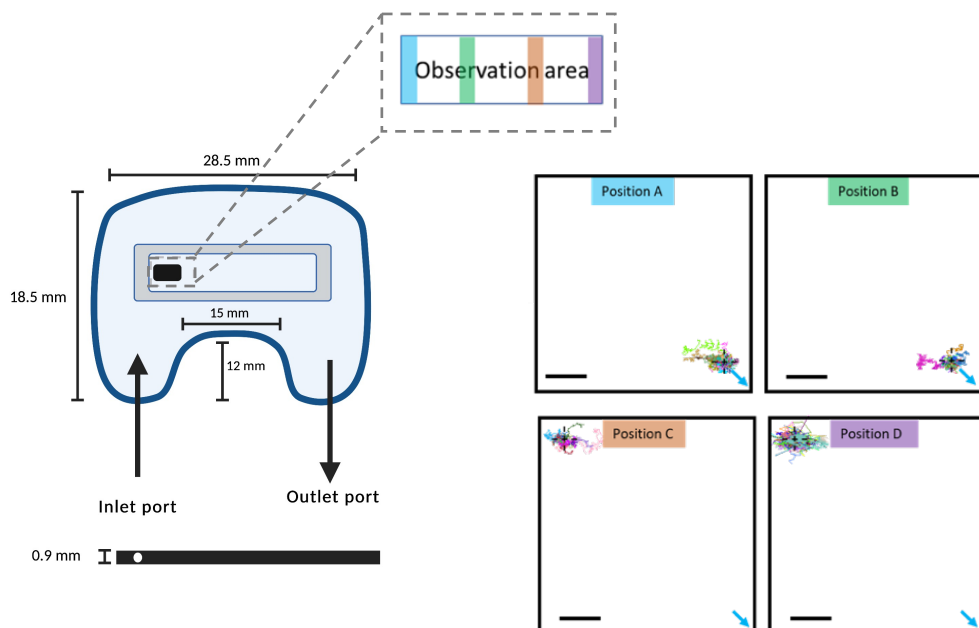 Observation area
28.5 mm
18.5 mm
15 mm
12 mm
Inlet port
Outlet port
0.9 mm
Position A
Position B
Position C
Position D